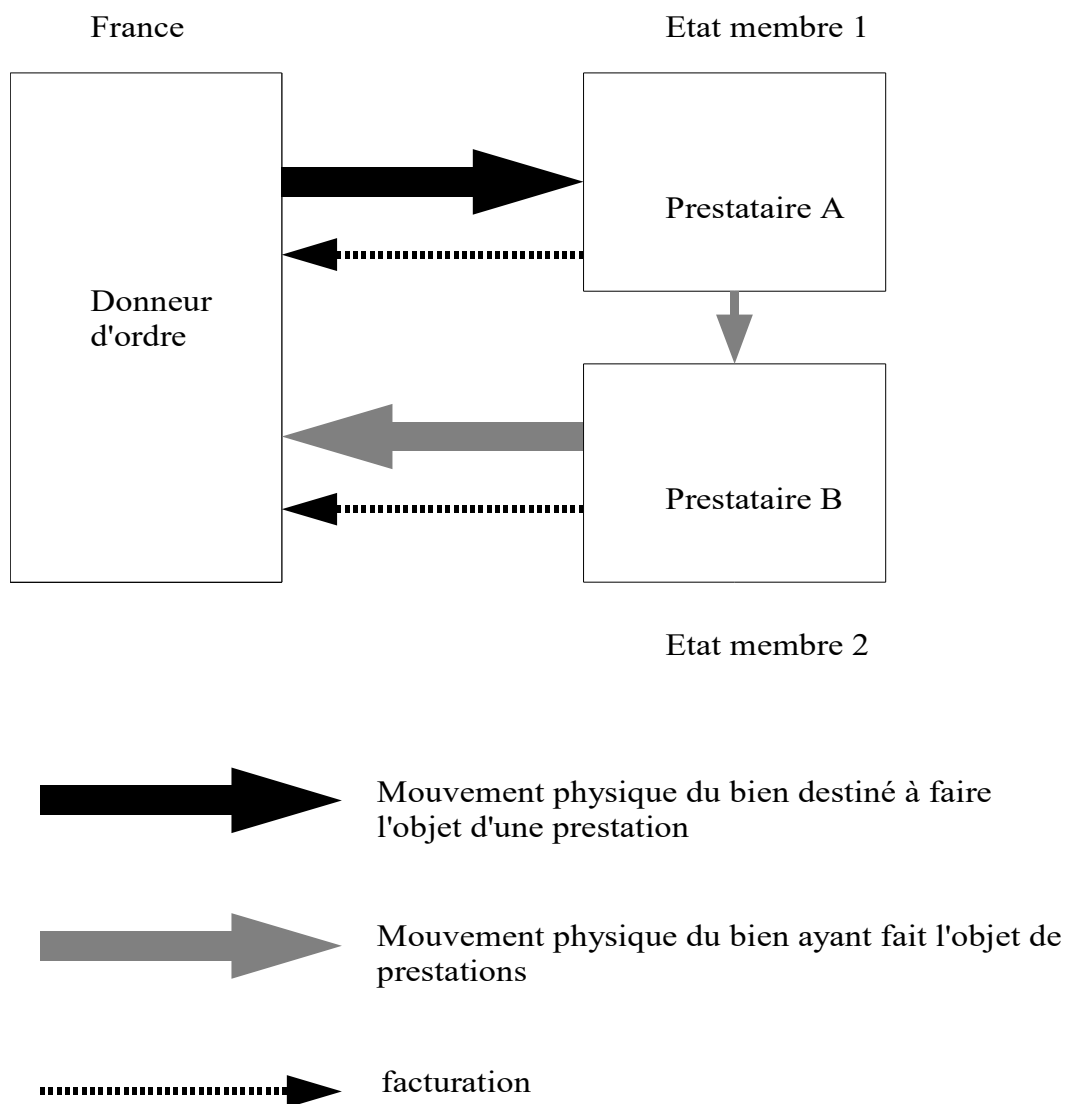 France
Etat membre 1
Prestataire A
Donneur
d'ordre
Prestataire B
Etat membre 2
Mouvement physique du bien destiné à faire
l'objet d'une prestation
Mouvement physique du bien ayant fait l'objet de
prestations
facturation